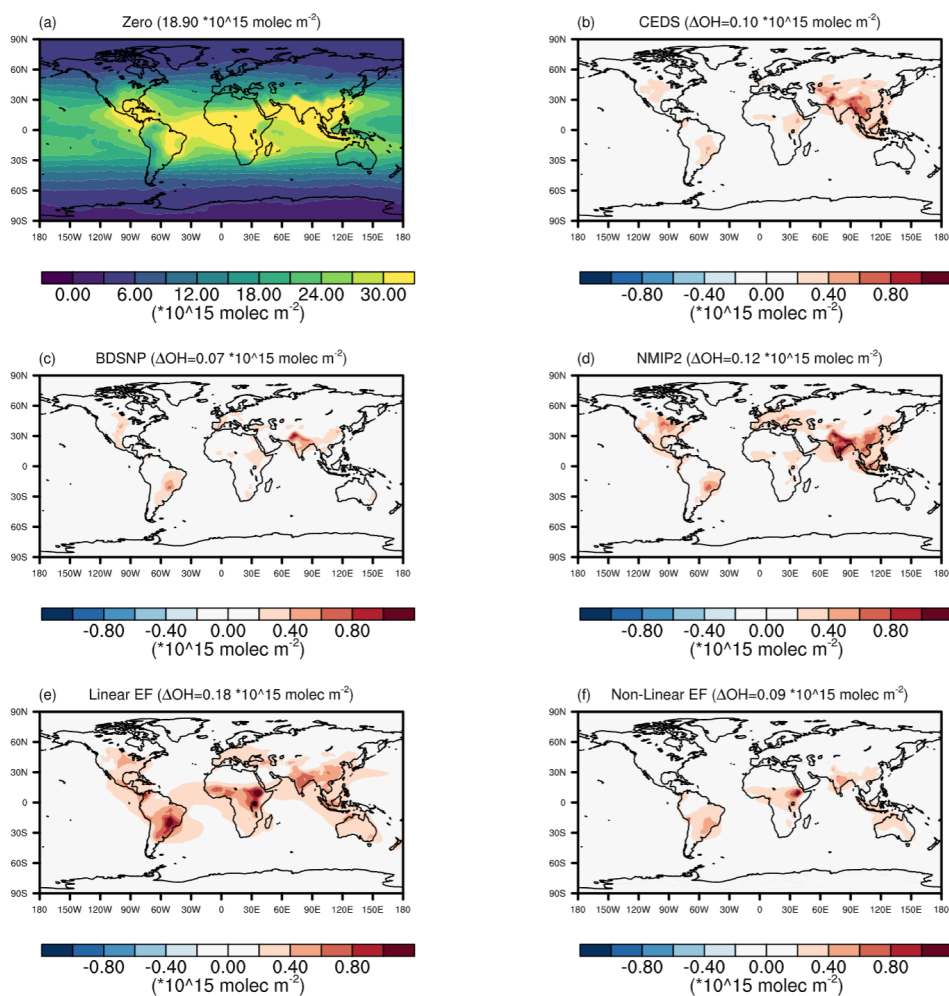 (a) Zero (18.90 *10^15 molec m-2)
90N
60N
30N
0
30S
60S
90S
180 150W 120W 90W 60W 30W 0 30E 60E 90E 120E 150E 180
0.00 6.00 12.00 18.00 24.00 30.00
(*10^15 molec m-2)
(b) CEDS (ΔOH=0.10 *10^15 molec m-2)
90N
60N
30N
0
30S
60S
90S
180 150W 120W 90W 60W 30W 0 30E 60E 90E 120E 150E 180
-0.80 -0.40 0.00 0.40 0.80
(*10^15 molec m-2)
(c) BDSNP (ΔOH=0.07 *10^15 molec m-2)
90N
60N
30N
0
30S
60S
90S
180 150W 120W 90W 60W 30W 0 30E 60E 90E 120E 150E 180
-0.80 -0.40 0.00 0.40 0.80
(*10^15 molec m-2)
(d) NMIP2 (ΔOH=0.12 *10^15 molec m-2)
90N
60N
30N
0
30S
60S
90S
180 150W 120W 90W 60W 30W 0 30E 60E 90E 120E 150E 180
-0.80 -0.40 0.00 0.40 0.80
(*10^15 molec m-2)
(e) Linear EF (ΔOH=0.18 *10^15 molec m-2)
90N
60N
30N
0
30S
60S
90S
180 150W 120W 90W 60W 30W 0 30E 60E 90E 120E 150E 180
-0.80 -0.40 0.00 0.40 0.80
(*10^15 molec m-2)
(f) Non-Linear EF (ΔOH=0.09 *10^15 molec m-2)
90N
60N
30N
0
30S
60S
90S
180 150W 120W 90W 60W 30W 0 30E 60E 90E 120E 150E 180
-0.80 -0.40 0.00 0.40 0.80
(*10^15 molec m-2)